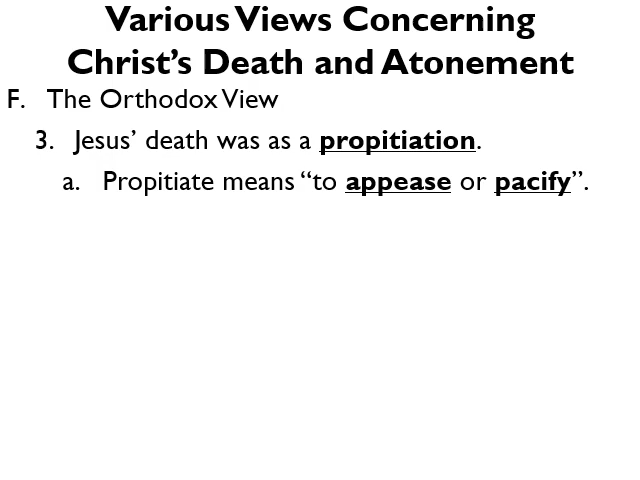 Various Views Concerning
Christ’s Death and Atonement
F. The Orthodox View
3. Jesus’ death was as a propitiation.
a. Propitiate means “to appease or pacify”.